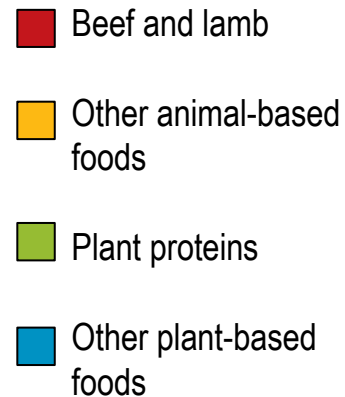 Beef and lamb
Other animal-based
foods
Plant proteins
Other plant-based
foods